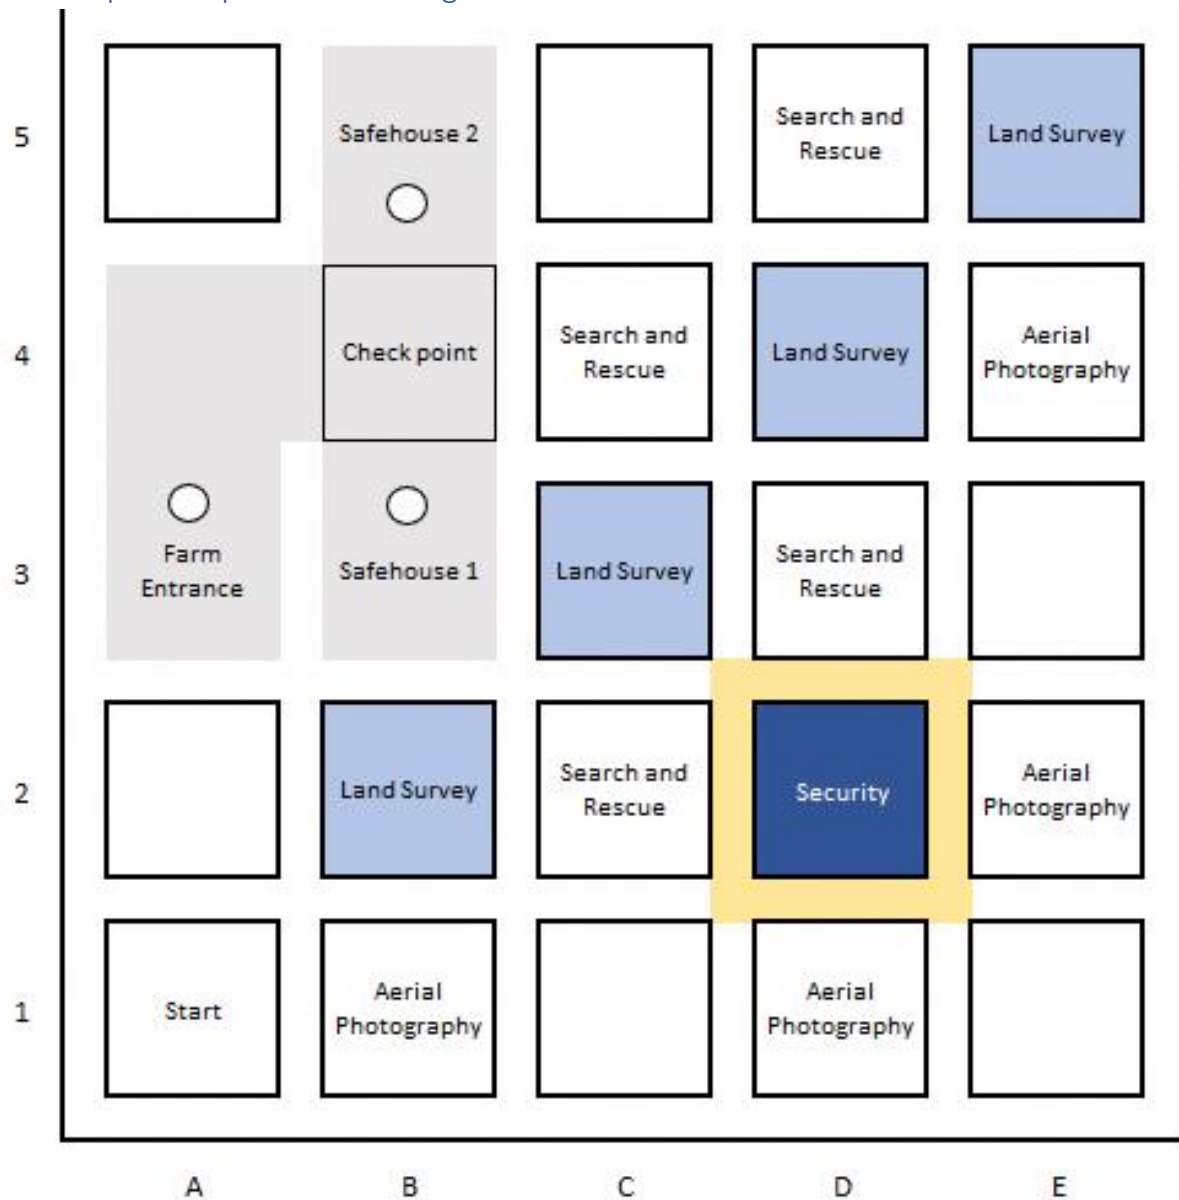 5
Safehouse 2
Search and
Rescue
Land Survey
4
Check point
Search and
Rescue
Land Survey
Aerial
Photography
3
Farm
Entrance
Safehouse 1
Land Survey
Search and
Rescue
2
Land Survey
Search and
Rescue
Security
Aerial
Photography
1
Start
Aerial
Photography
Aerial
Photography
A B C D E